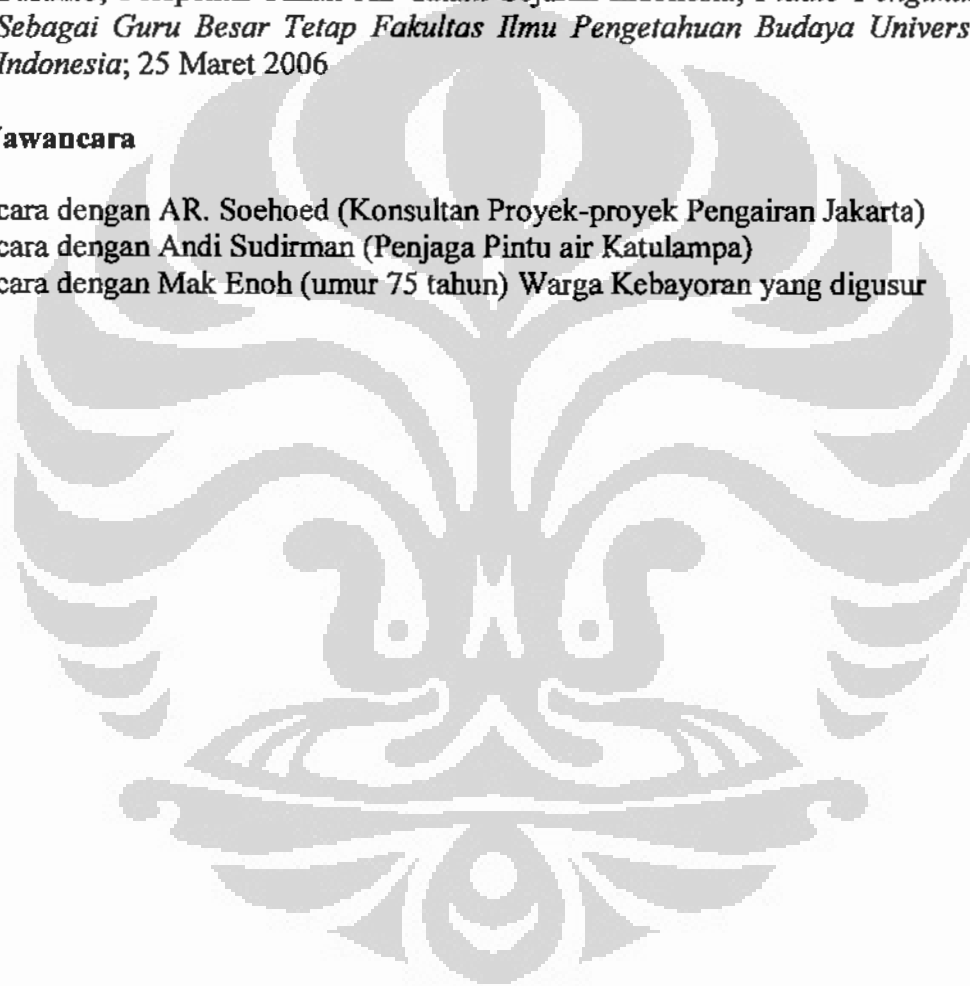 Sebagai Guru Besar Tetap Fakultas Ilmu Pengetahuan Budaya Univers
Indonesia; 25 Maret 2006
awancara
cara dengan AR. Soehoed (Konsultan Proyek-proyek Pengairan Jakarta)
cara dengan Andi Sudirman (Penjaga Pintu air Katulampa)
cara dengan Mak Enoh (umur 75 tahun) Warga Kebayoran yang digusur